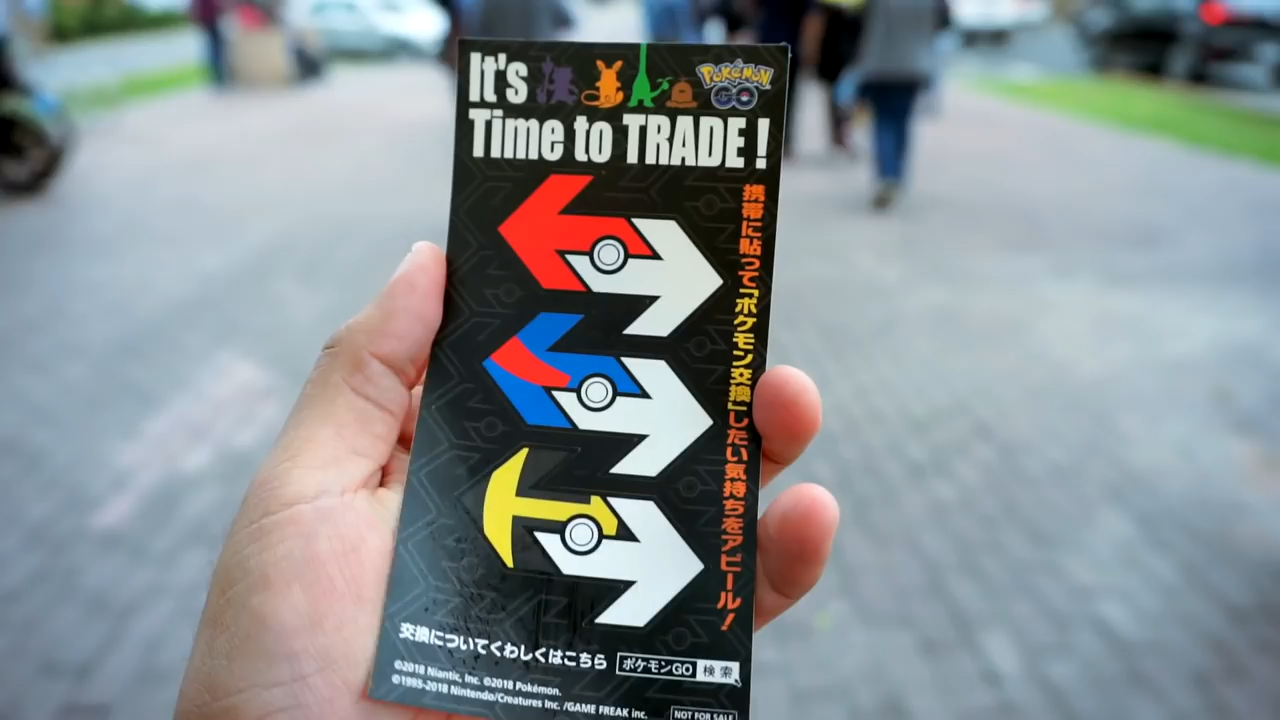 It's
POKÉMON
GO
Time to TRADE !
携帯に貼って「ポケモン交換」したい気持ちをアピール！
交換についてくわしくはこちら
ポケモンGO 検索
©2018 Niantic, Inc. ©2018 Pokémon.
©1995-2018 Nintendo/Creatures Inc. /GAME FREAK inc.
NOT FOR SALE